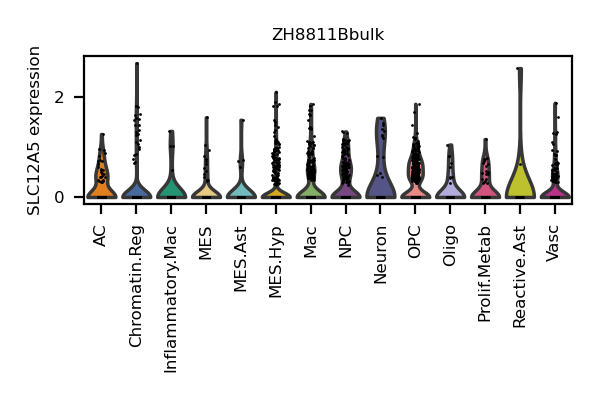 ZH8811Bbulk
SLC12A5 expression
2
0
AC
Chromatin.Reg
Inflammatory.Mac
MES
MES.Ast
MES.Hyp
Mac
NPC
Neuron
OPC
Oligo
Prolif.Metab
Reactive.Ast
Vasc